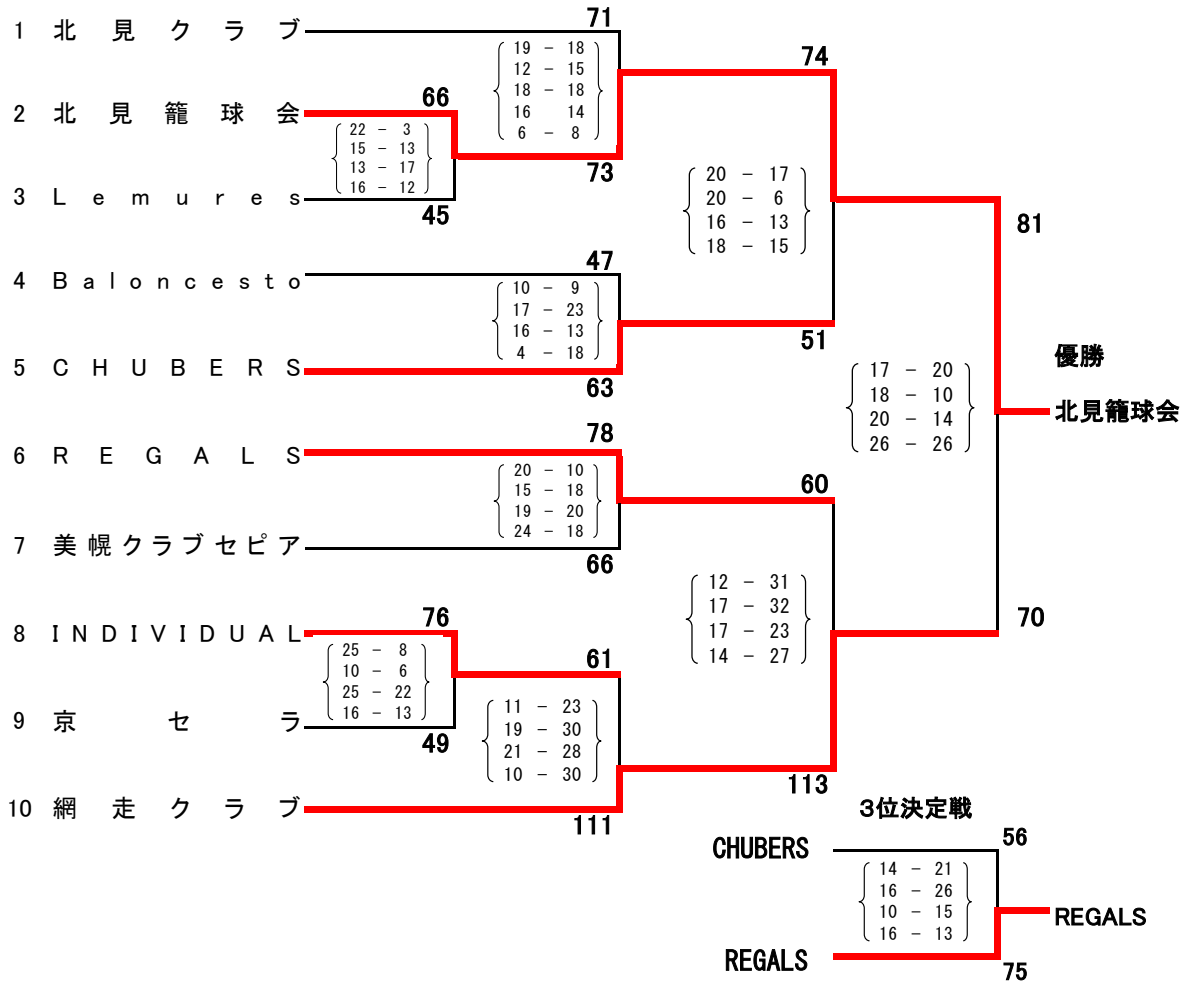 1 北見クラブ
71
19 － 18
12 － 15
18 － 18
16 14
6 － 8
74
2 北見籠球会
66
22 － 3
15 － 13
13 － 17
16 － 12
73
3 Lemures
45
20 － 17
20 － 6
16 － 13
18 － 15
81
4 Baloncesto
47
10 － 9
17 － 23
16 － 13
4 － 18
51
5 CHUBERS
63
17 － 20
18 － 10
20 － 14
26 － 26
優勝
北見籠球会
6 REGALS
78
20 － 10
15 － 18
19 － 20
24 － 18
60
7 美幌クラブセピア
66
12 － 31
17 － 32
17 － 23
14 － 27
70
8 INDIVIDUAL
76
25 － 8
10 － 6
25 － 22
16 － 13
61
9 京セラ
49
11 － 23
19 － 30
21 － 28
10 － 30
113
10 網走クラブ
111
3位決定戦
CHUBERS
56
14 － 21
16 － 26
10 － 15
16 － 13
REGALS
REGALS
75